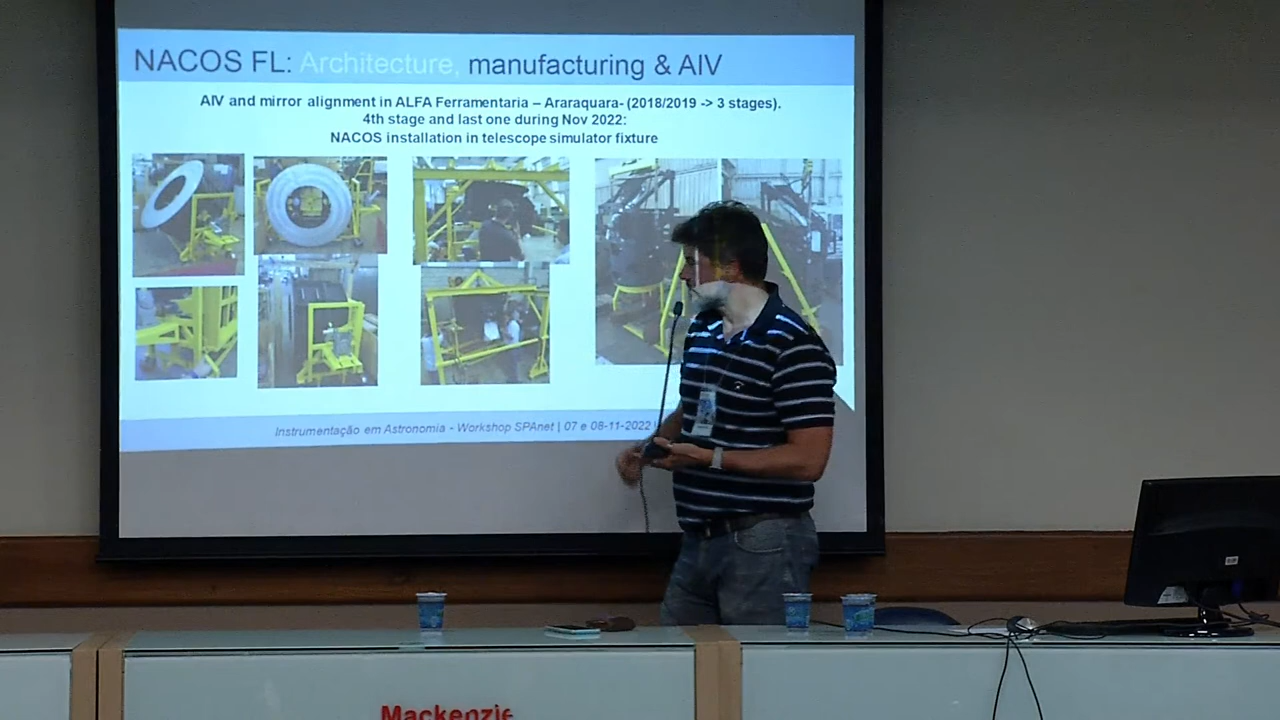 NACOS FL: Architecture, manufacturing & AIV
AIV and mirror alignment in ALFA Ferramentaria – Araraquara- (2018/2019 -> 3 stages).
4th stage and last one during Nov 2022:
NACOS installation in telescope simulator fixture
Instrumentação em Astronomia - Workshop SPAnet | 07 e 08-11-2022
Mackenzie